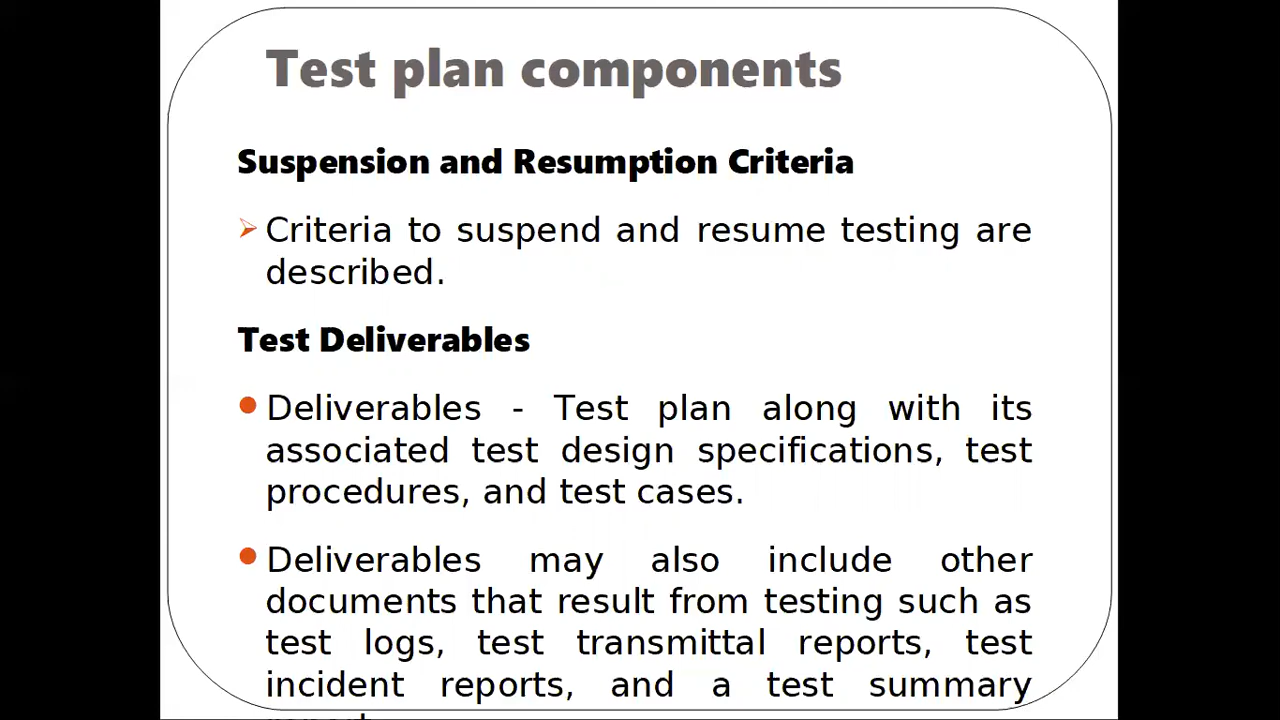 Test plan components
Suspension and Resumption Criteria
Criteria to suspend and resume testing are
described.
Test Deliverables
Deliverables - Test plan along with its
associated test design specifications, test
procedures, and test cases.
Deliverables may also include other
documents that result from testing such as
test logs, test transmittal reports, test
incident reports, and a test summary